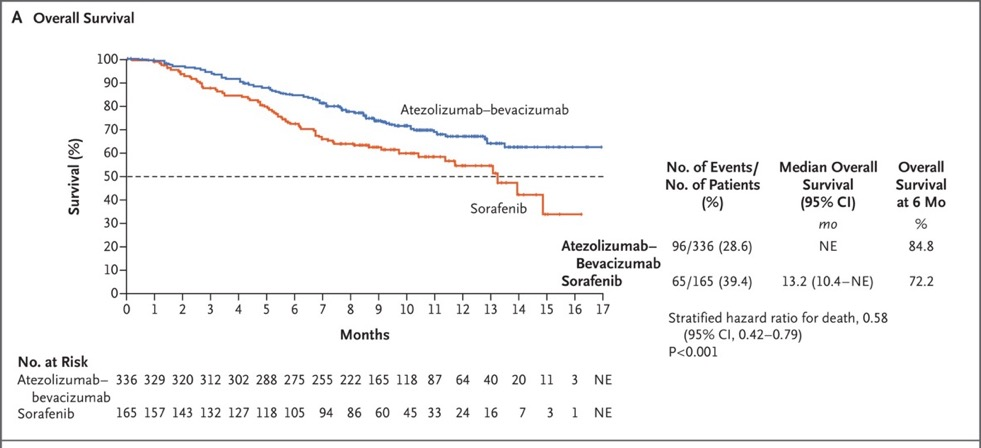 A Overall Survival
100
90
80
70
60
50
40
30
20
10
0
Survival (%)
Atezolizumab–bevacizumab
Sorafenib
0 1 2 3 4 5 6 7 8 9 10 11 12 13 14 15 16 17
Months
No. of Events/
No. of Patients
(%)
Median Overall
Survival
(95% CI)
Overall
Survival
at 6 Mo
mo
%
Atezolizumab– 96/336 (28.6) NE 84.8
Bevacizumab
Sorafenib 65/165 (39.4) 13.2 (10.4–NE) 72.2
Stratified hazard ratio for death, 0.58
(95% CI, 0.42–0.79)
P<0.001
No. at Risk
Atezolizumab– 336 329 320 312 302 288 275 255 222 165 118 87 64 40 20 11 3 NE
bevacizumab
Sorafenib 165 157 143 132 127 118 105 94 86 60 45 33 24 16 7 3 1 NE